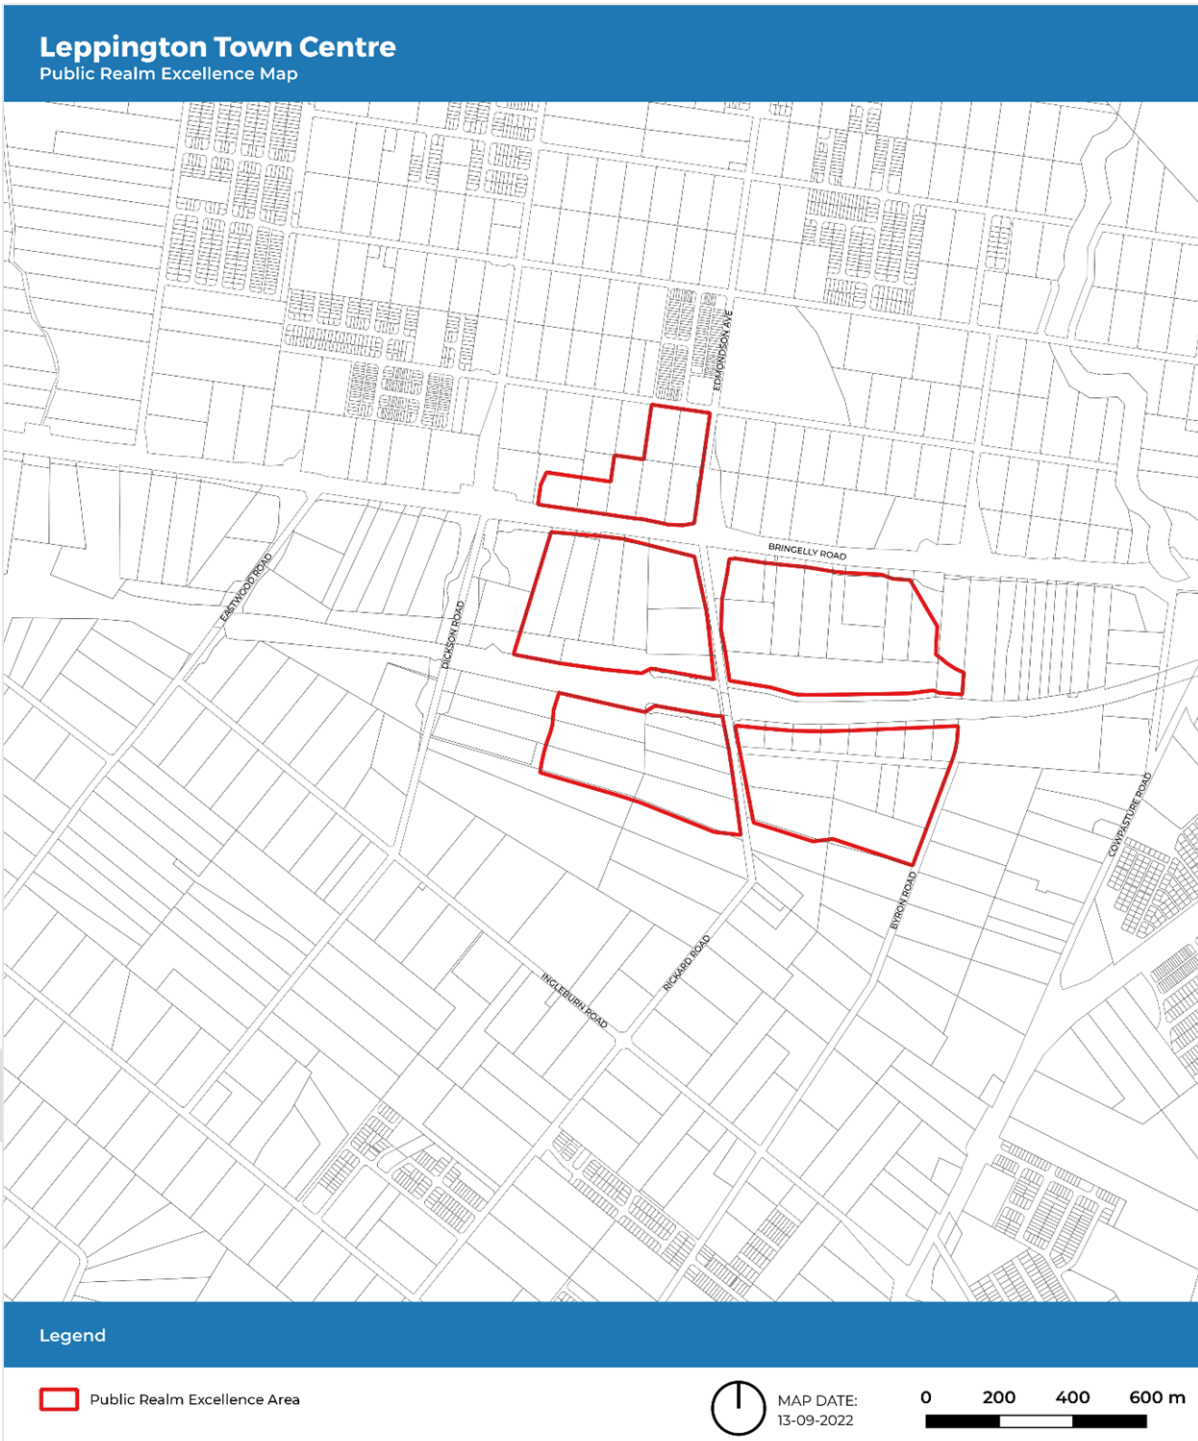 Leppington Town Centre
Public Realm Excellence Map
EDMONDSON AVE
BRINGELLY ROAD
EASTWOOD ROAD
DICKSON ROAD
COWPASTURE ROAD
BYRON ROAD
RICKARD ROAD
INGLEBURN ROAD
Legend
Public Realm Excellence Area
MAP DATE:
13-09-2022
0 200 400 600 m